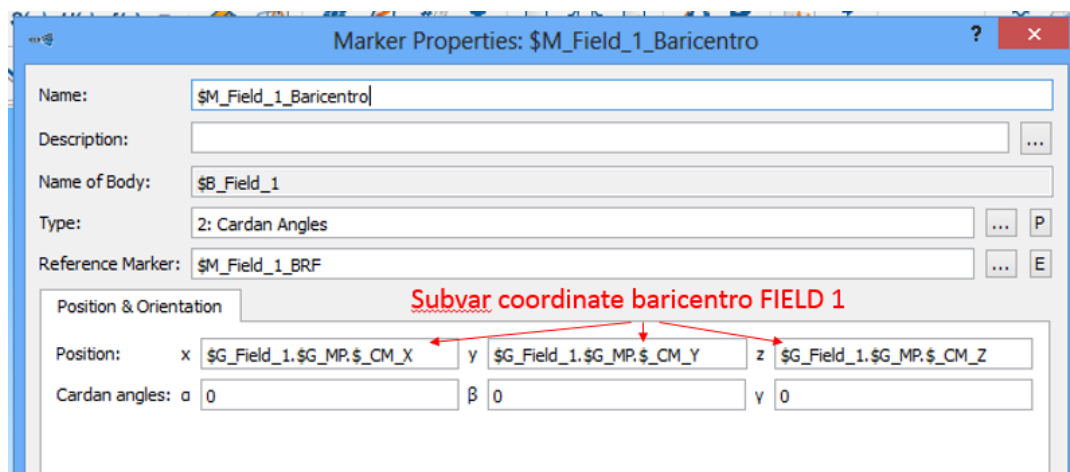 Marker Properties: $M_Field_1_Baricentro ?
Name: $M_Field_1_Baricentro
Description: ...
Name of Body: $B_Field_1
Type: 2: Cardan Angles ... P
Reference Marker: $M_Field_1_BRF ... E
Position & Orientation
Subvar coordinate baricentro FIELD 1
Position: x $G_Field_1.$G_MP.$_CM_X y $G_Field_1.$G_MP.$_CM_Y z $G_Field_1.$G_MP.$_CM_Z
Cardan angles: α 0 β 0 γ 0